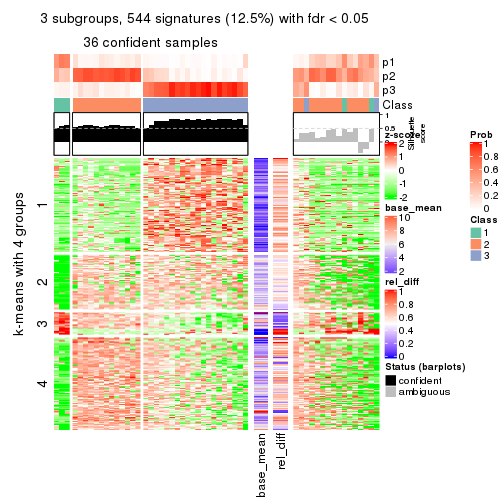 3 subgroups, 544 signatures (12.5%) with fdr < 0.05
36 confident samples
p1
p2
p3
Class
1
0.5
0
Silhouette
score
k-means with 4 groups
1
2
3
4
base_mean
rel_diff
z-score
2
1
0
-1
-2
base_mean
10
8
6
4
2
rel_diff
1
0.8
0.6
0.4
0.2
0
Status (barplots)
confident
ambiguous
Prob
1
0.8
0.6
0.4
0.2
0
Class
1
2
3